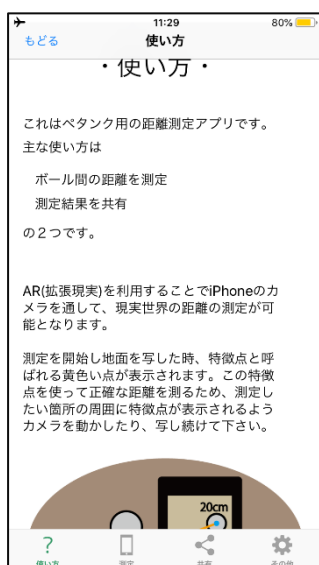 11:29
80%
もどる
使い方
・使い方・
これはペタンク用の距離測定アプリです。
主な使い方は
ボール間の距離を測定
測定結果を共有
の２つです。
AR(拡張現実)を利用することでiPhoneのカ
メラを通して、現実世界の距離の測定が可
能となります。
測定を開始し地面を写した時、特徴点と呼
ばれる黄色い点が表示されます。この特徴
点を使って正確な距離を測るため、測定し
たい箇所の周囲に特徴点が表示されるよう
カメラを動かしたり、写し続けて下さい。
20cm
?
使い方
測定
共有
その他